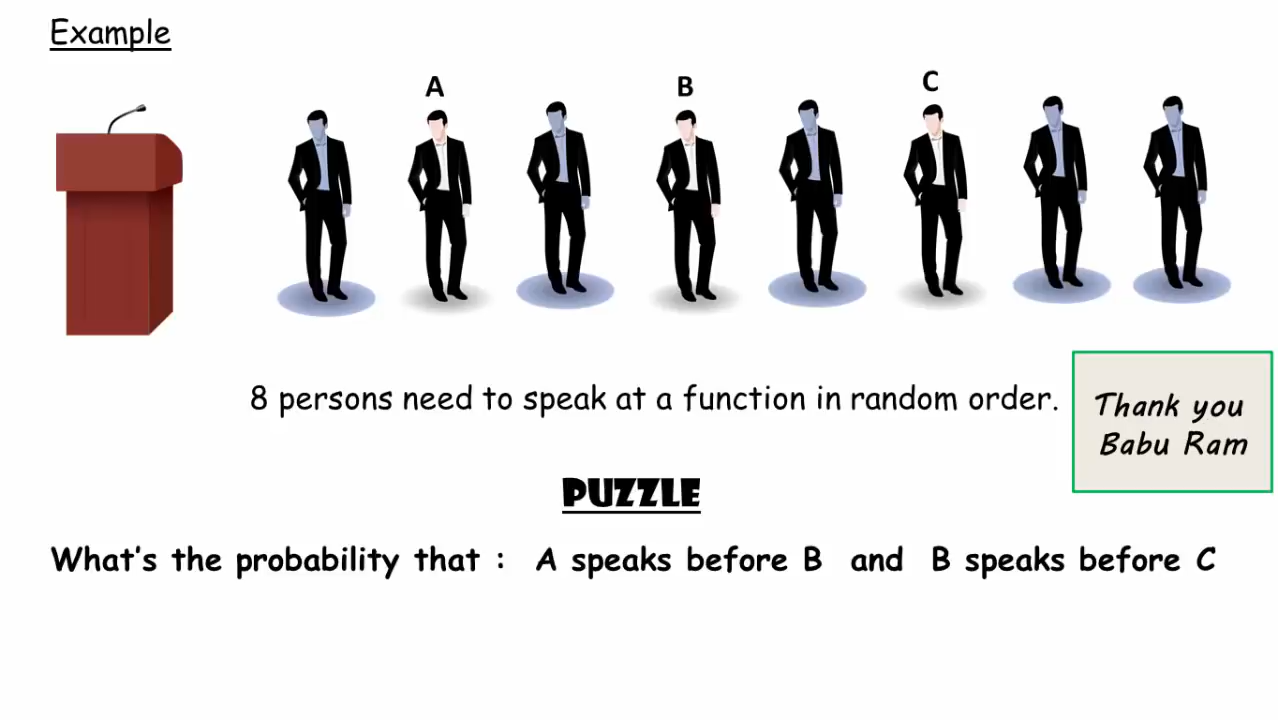 Example
A B C
8 persons need to speak at a function in random order.
Thank you
Babu Ram
PUZZLE
What's the probability that : A speaks before B and B speaks before C